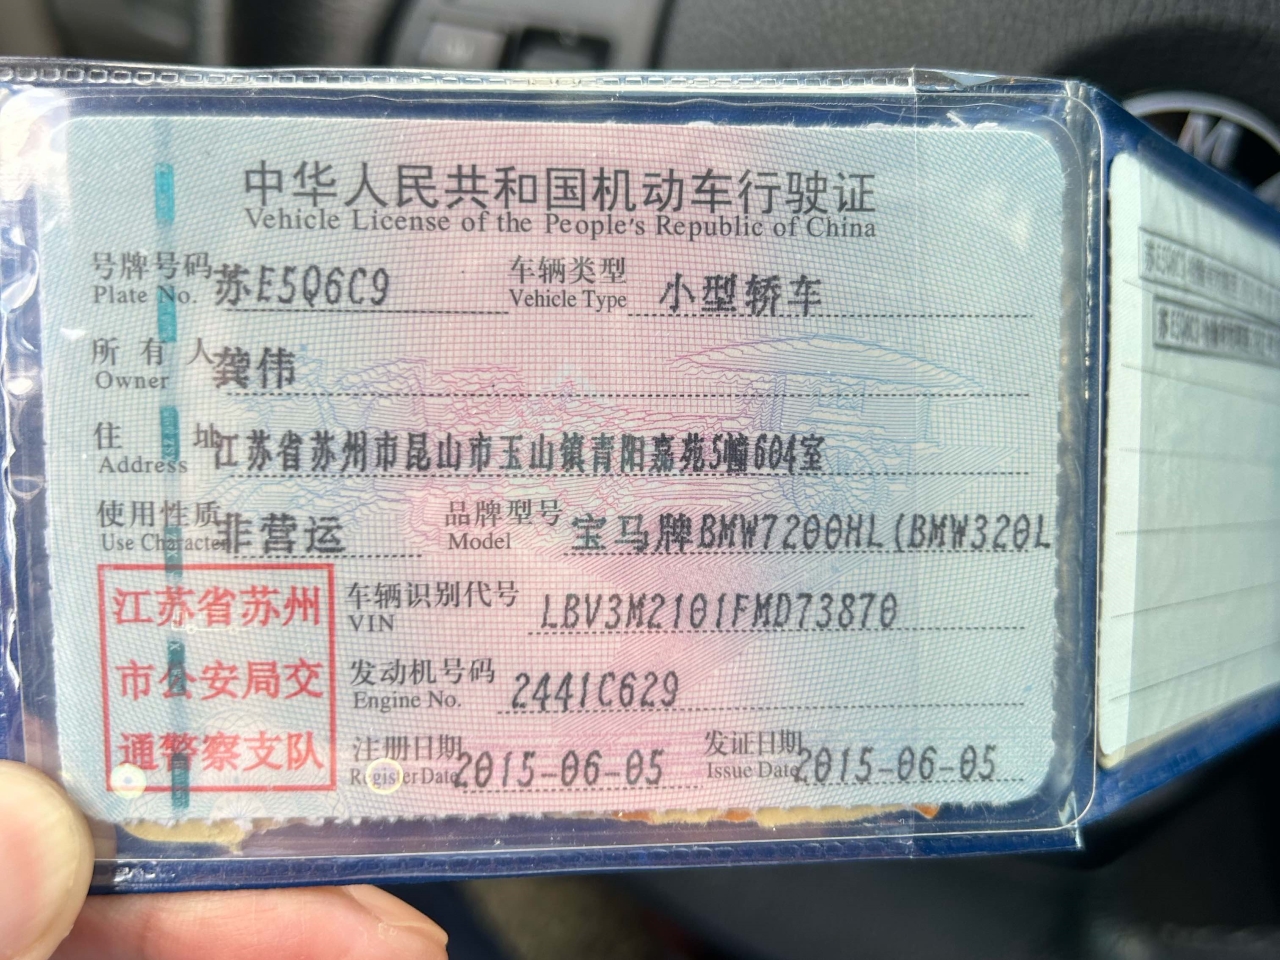 中华人民共和国机动车行驶证
Vehicle License of the People's Republic of China
号牌号码 苏E5Q6C9 车辆类型 小型轿车
Plate No. Vehicle Type
所有人 龚伟
Owner
住址 江苏省苏州市昆山市玉山镇青阳嘉苑5幢604室
Address
使用性质 非营运 品牌型号 宝马牌BMW7200HL(BMW320L
Use Character Model
江苏省苏州
市公安局交
通警察支队
车辆识别代号 LBV3M2101FMD73870
VIN
发动机号码 2441C629
Engine No.
注册日期 2015-06-05 发证日期 2015-06-05
Register Date Issue Date
M